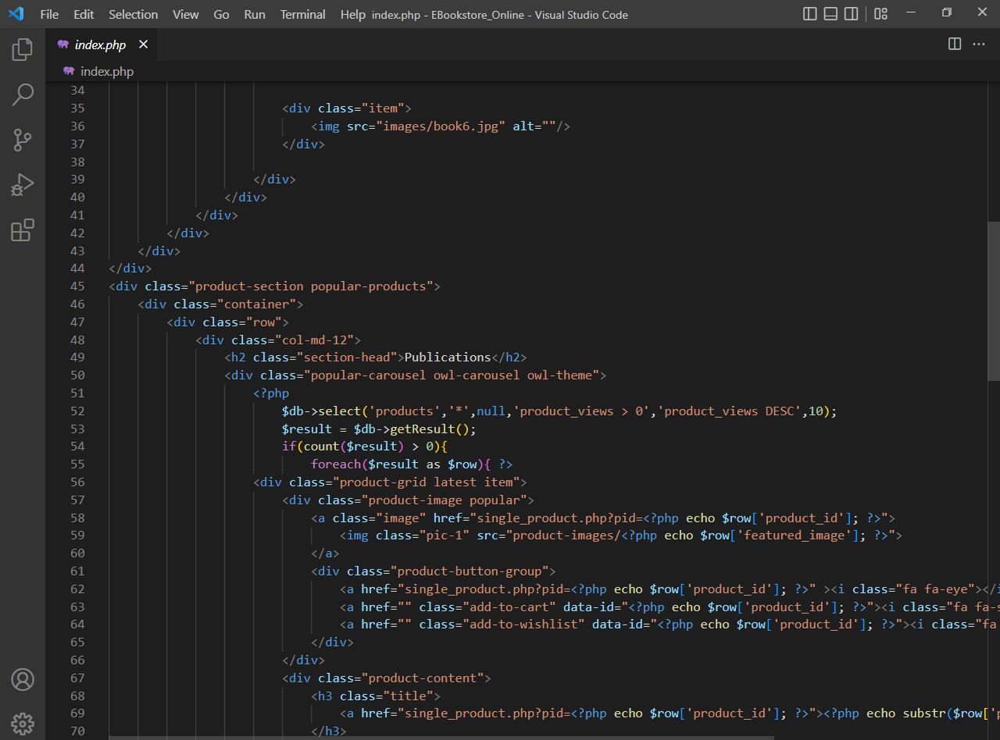 File Edit Selection View Go Run Terminal Help index.php - EBookstore_Online - Visual Studio Code
index.php
index.php
34
35 <div class="item">
36 <img src="images/book6.jpg" alt=""/>
37 </div>
38
39 </div>
40 </div>
41 </div>
42 </div>
43 </div>
44 </div>
45 <div class="product-section popular-products">
46 <div class="container">
47 <div class="row">
48 <div class="col-md-12">
49 <h2 class="section-head">Publications</h2>
50 <div class="popular-carousel owl-carousel owl-theme">
51 <?php
52 $db->select('products','*',null,'product_views > 0','product_views DESC',10);
53 $result = $db->getResult();
54 if(count($result) > 0){
55 foreach($result as $row){ ?>
56 <div class="product-grid latest item">
57 <div class="product-image popular">
58 <a class="image" href="single_product.php?pid=<?php echo $row['product_id']; ?>">
59 <img class="pic-1" src="product-images/<?php echo $row['featured_image']; ?>">
60 </a>
61 <div class="product-button-group">
62 <a href="single_product.php?pid=<?php echo $row['product_id']; ?>" ><i class="fa fa-eye"></i
63 <a href="" class="add-to-cart" data-id="<?php echo $row['product_id']; ?>"><i class="fa fa-s
64 <a href="" class="add-to-wishlist" data-id="<?php echo $row['product_id']; ?>"><i class="fa
65 </div>
66 </div>
67 <div class="product-content">
68 <h3 class="title">
69 <a href="single_product.php?pid=<?php echo $row['product_id']; ?>"><?php echo substr($row['p
70 </h3>